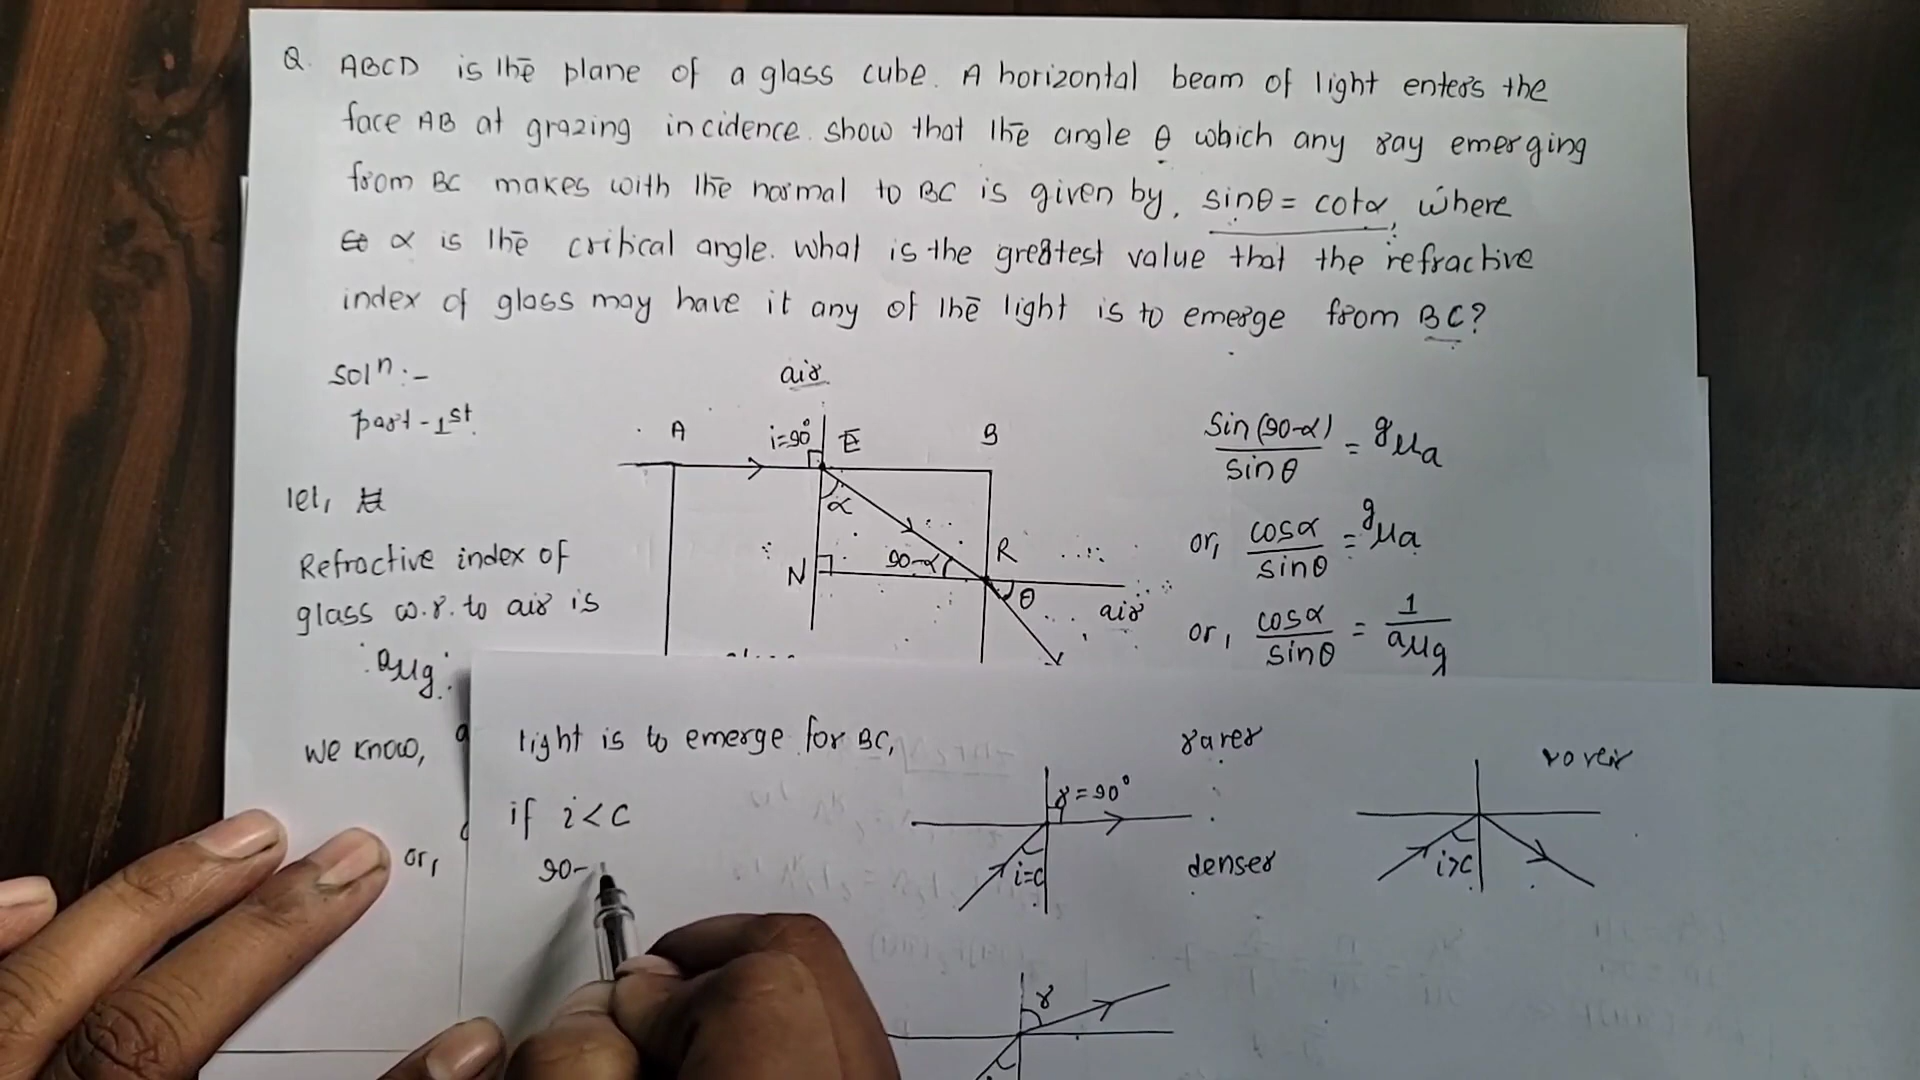 Q. ABCD is the plane of a glass cube. A horizontal beam of light enters the
face AB at grazing incidence. show that the angle θ which any ray emerging
from BC makes with the normal to BC is given by, sinθ = cotα, where
α is the critical angle. what is the greatest value that the refractive
index of glass may have it any of the light is to emerge from BC?
solⁿ :-
part-1st.
let,
Refractive index of
glass w.r. to air is
aμg.
we know,
or,
air
A
i=90°
E
B
α
N
90-α
R
θ
air
sin(90-α)/sinθ = gμa
or, cosα/sinθ = gμa
or, cosα/sinθ = 1/aμg
light is to emerge for BC,
if i<C
90-
rarer
r=90°
i=C
denser
i>C
r